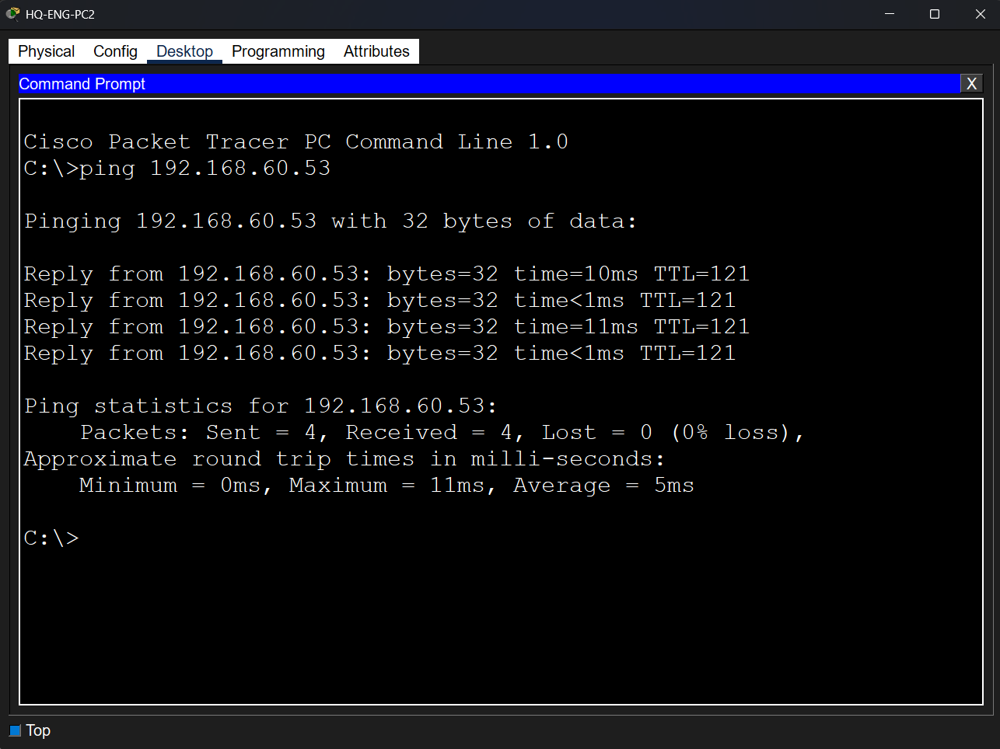 HQ-ENG-PC2
Physical Config Desktop Programming Attributes
Command Prompt X
Cisco Packet Tracer PC Command Line 1.0
C:\>ping 192.168.60.53
Pinging 192.168.60.53 with 32 bytes of data:
Reply from 192.168.60.53: bytes=32 time=10ms TTL=121
Reply from 192.168.60.53: bytes=32 time<1ms TTL=121
Reply from 192.168.60.53: bytes=32 time=11ms TTL=121
Reply from 192.168.60.53: bytes=32 time<1ms TTL=121
Ping statistics for 192.168.60.53:
    Packets: Sent = 4, Received = 4, Lost = 0 (0% loss),
Approximate round trip times in milli-seconds:
    Minimum = 0ms, Maximum = 11ms, Average = 5ms
C:\>
Top